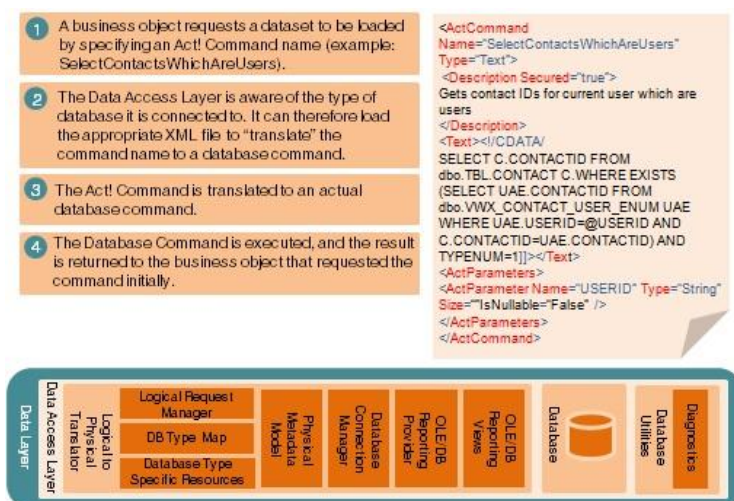 1 A business object requests a dataset to be loaded
by specifying an Act! Command name (example:
SelectContactsWhichAreUsers).
2 The Data Access Layer is aware of the type of
database it is connected to. It can therefore load
the appropriate XML file to "translate" the
command name to a database command.
3 The Act! Command is translated to an actual
database command.
4 The Database Command is executed, and the result
is returned to the business object that requested the
command initially.
<ActCommand
Name="SelectContactsWhichAreUsers"
Type="Text">
<Description Secured="true">
Gets contact IDs for current user which are
users
</Description>
<Text><!/CDATA/
SELECT C.CONTACTID FROM
dbo.TBL.CONTACT C.WHERE EXISTS
(SELECT UAE.CONTACTID FROM
dbo.VWX_CONTACT_USER_ENUM UAE
WHERE UAE.USERID=@USERID AND
C.CONTACTID=UAE.CONTACTID) AND
TYPENUM=1]]></Text>
<ActParameters>
<ActParameter Name="USERID" Type="String"
Size=""IsNullable="False" />
</ActParameters>
</ActCommand>
Data Layer
Data Access Layer
Logical to
Physical
Translator
Logical Request
Manager
DB Type Map
Database Type
Specific Resources
Physical
Metadata
Model
Database
Connection
Manager
OLE/DB
Reporting
Provider
OLE/DB
Reporting
Views
Database
Database
Utilities
Diagnostics